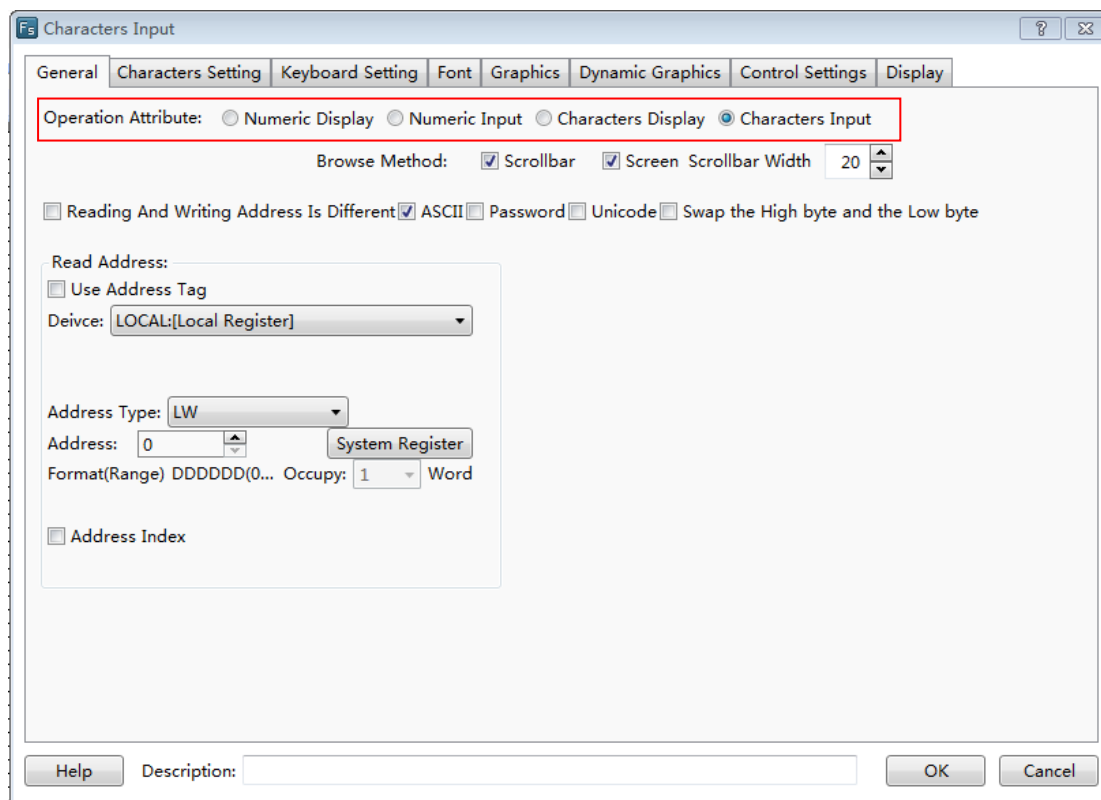 Fs Characters Input
General Characters Setting Keyboard Setting Font Graphics Dynamic Graphics Control Settings Display
Operation Attribute: Numeric Display Numeric Input Characters Display Characters Input
Browse Method: Scrollbar Screen Scrollbar Width 20
Reading And Writing Address Is Different ASCII Password Unicode Swap the High byte and the Low byte
Read Address:
Use Address Tag
Deivce: LOCAL:[Local Register]
Address Type: LW
Address: 0 System Register
Format(Range) DDDDDD(0... Occupy: 1 Word
Address Index
Help Description: OK Cancel